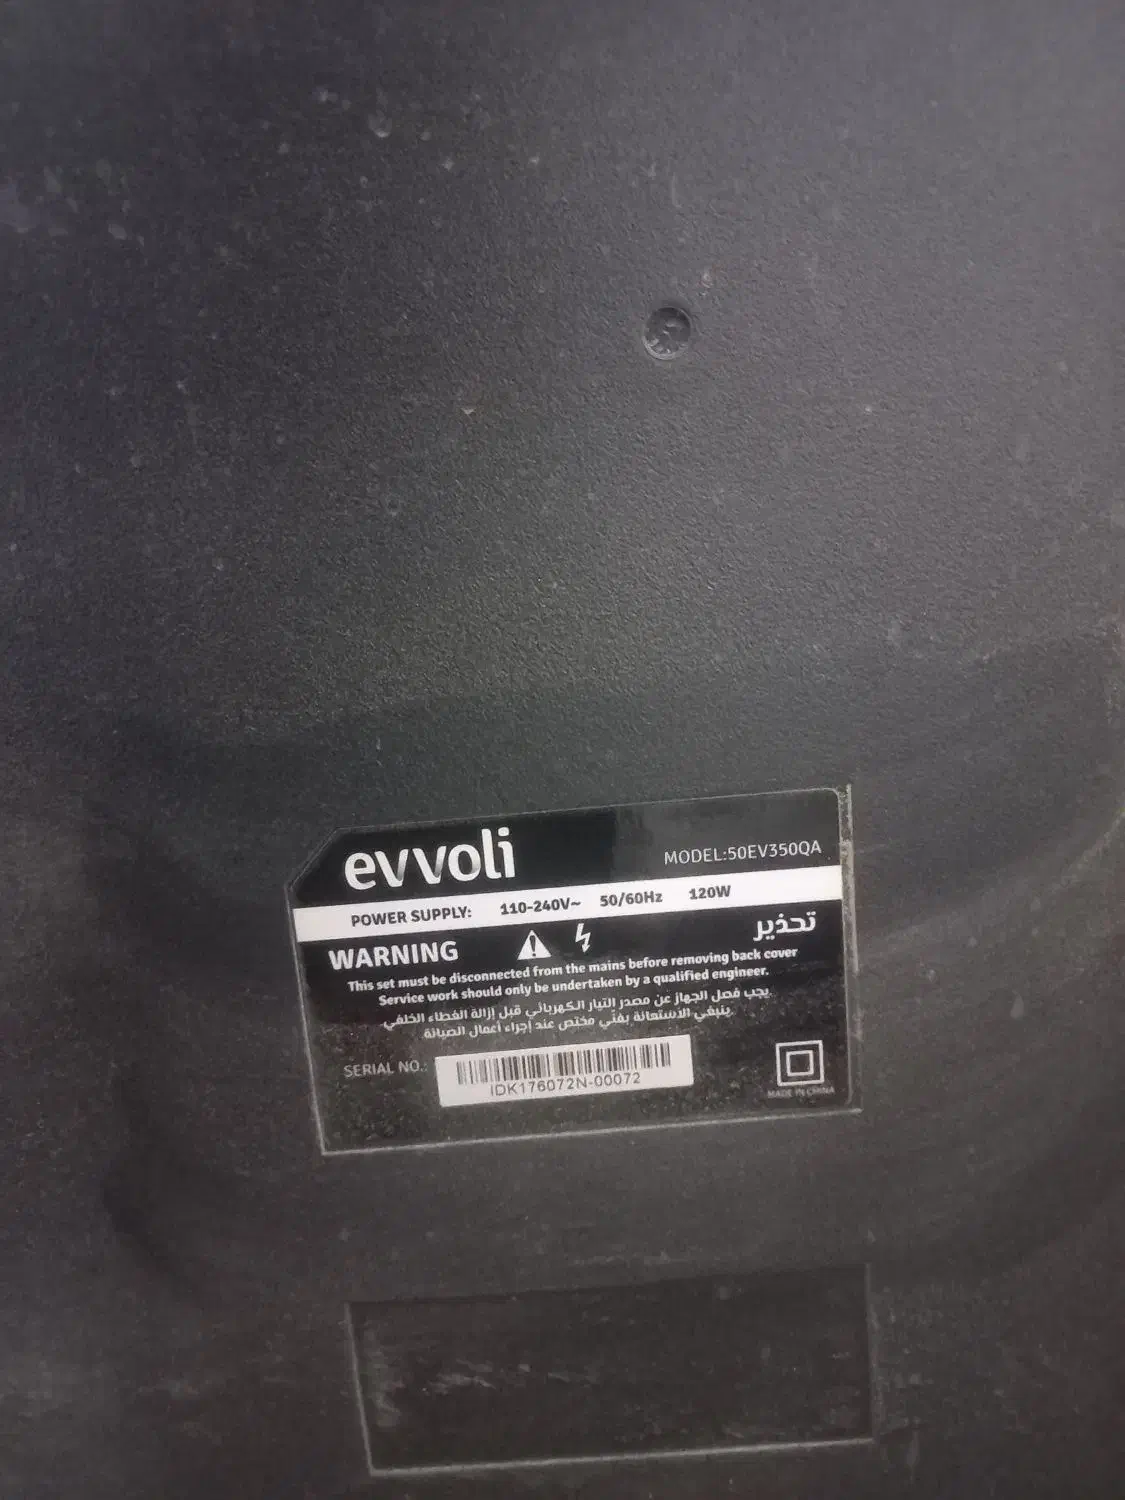 evvoli
MODEL:50EV350QA
POWER SUPPLY: 110-240V~ 50/60Hz 120W
WARNING تحذير
This set must be disconnected from the mains before removing back cover
Service work should only be undertaken by a qualified engineer.
يجب فصل الجهاز عن مصدر التيار الكهربائي قبل إزالة الغطاء الخلفي
ينبغي الاستعانة بفني مختص عند إجراء أعمال الصيانة.
SERIAL NO.:
IDK176072N-00072
MADE IN CHINA